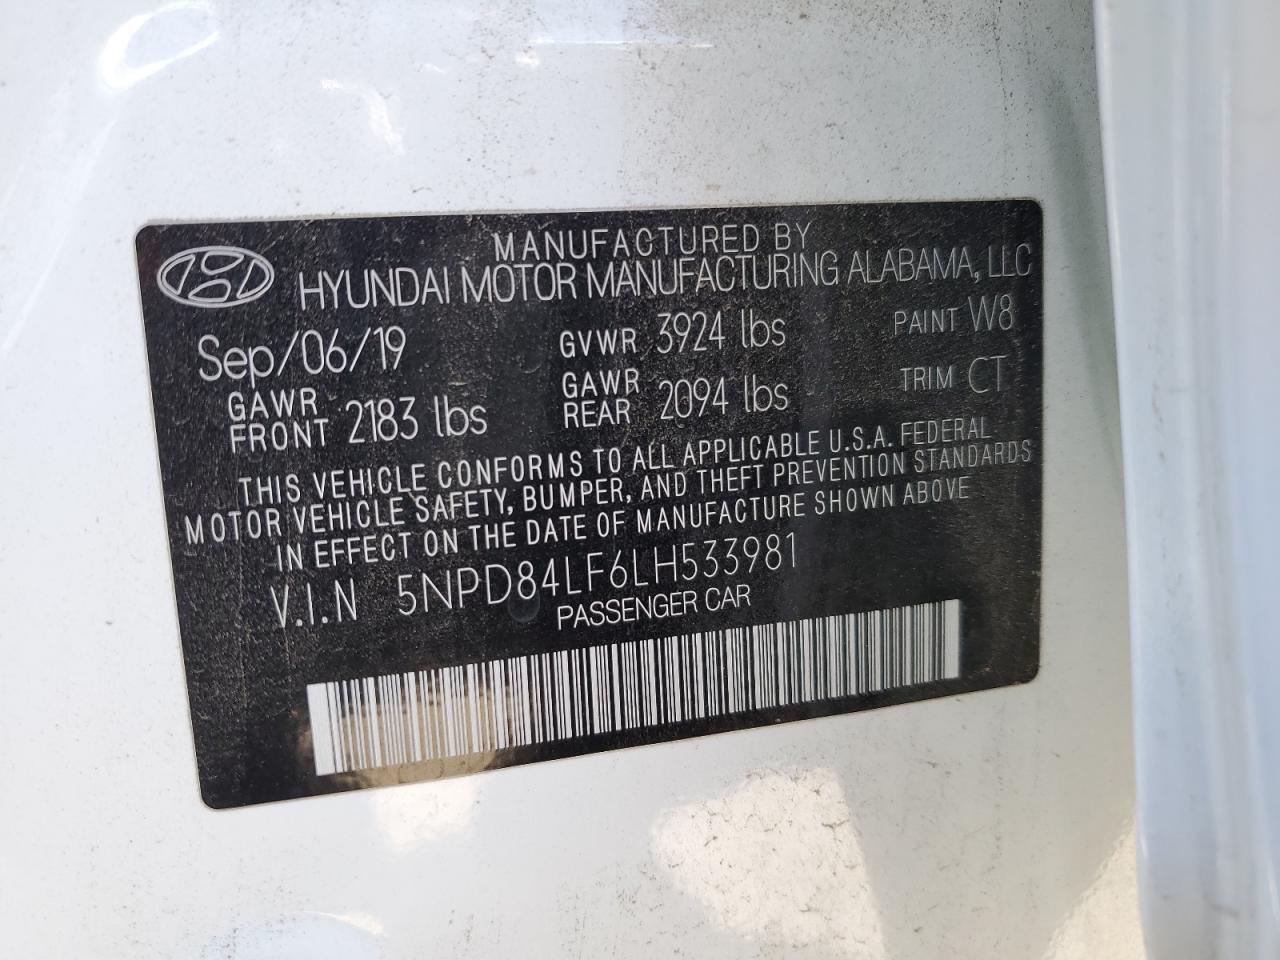 MANUFACTURED BY
HYUNDAI MOTOR MANUFACTURING ALABAMA, LLC
Sep/06/19 GVWR 3924 lbs PAINT W8
GAWR FRONT 2183 lbs GAWR REAR 2094 lbs TRIM CT
THIS VEHICLE CONFORMS TO ALL APPLICABLE U.S.A. FEDERAL
MOTOR VEHICLE SAFETY, BUMPER, AND THEFT PREVENTION STANDARDS
IN EFFECT ON THE DATE OF MANUFACTURE SHOWN ABOVE
V.I.N 5NPD84LF6LH533981
PASSENGER CAR